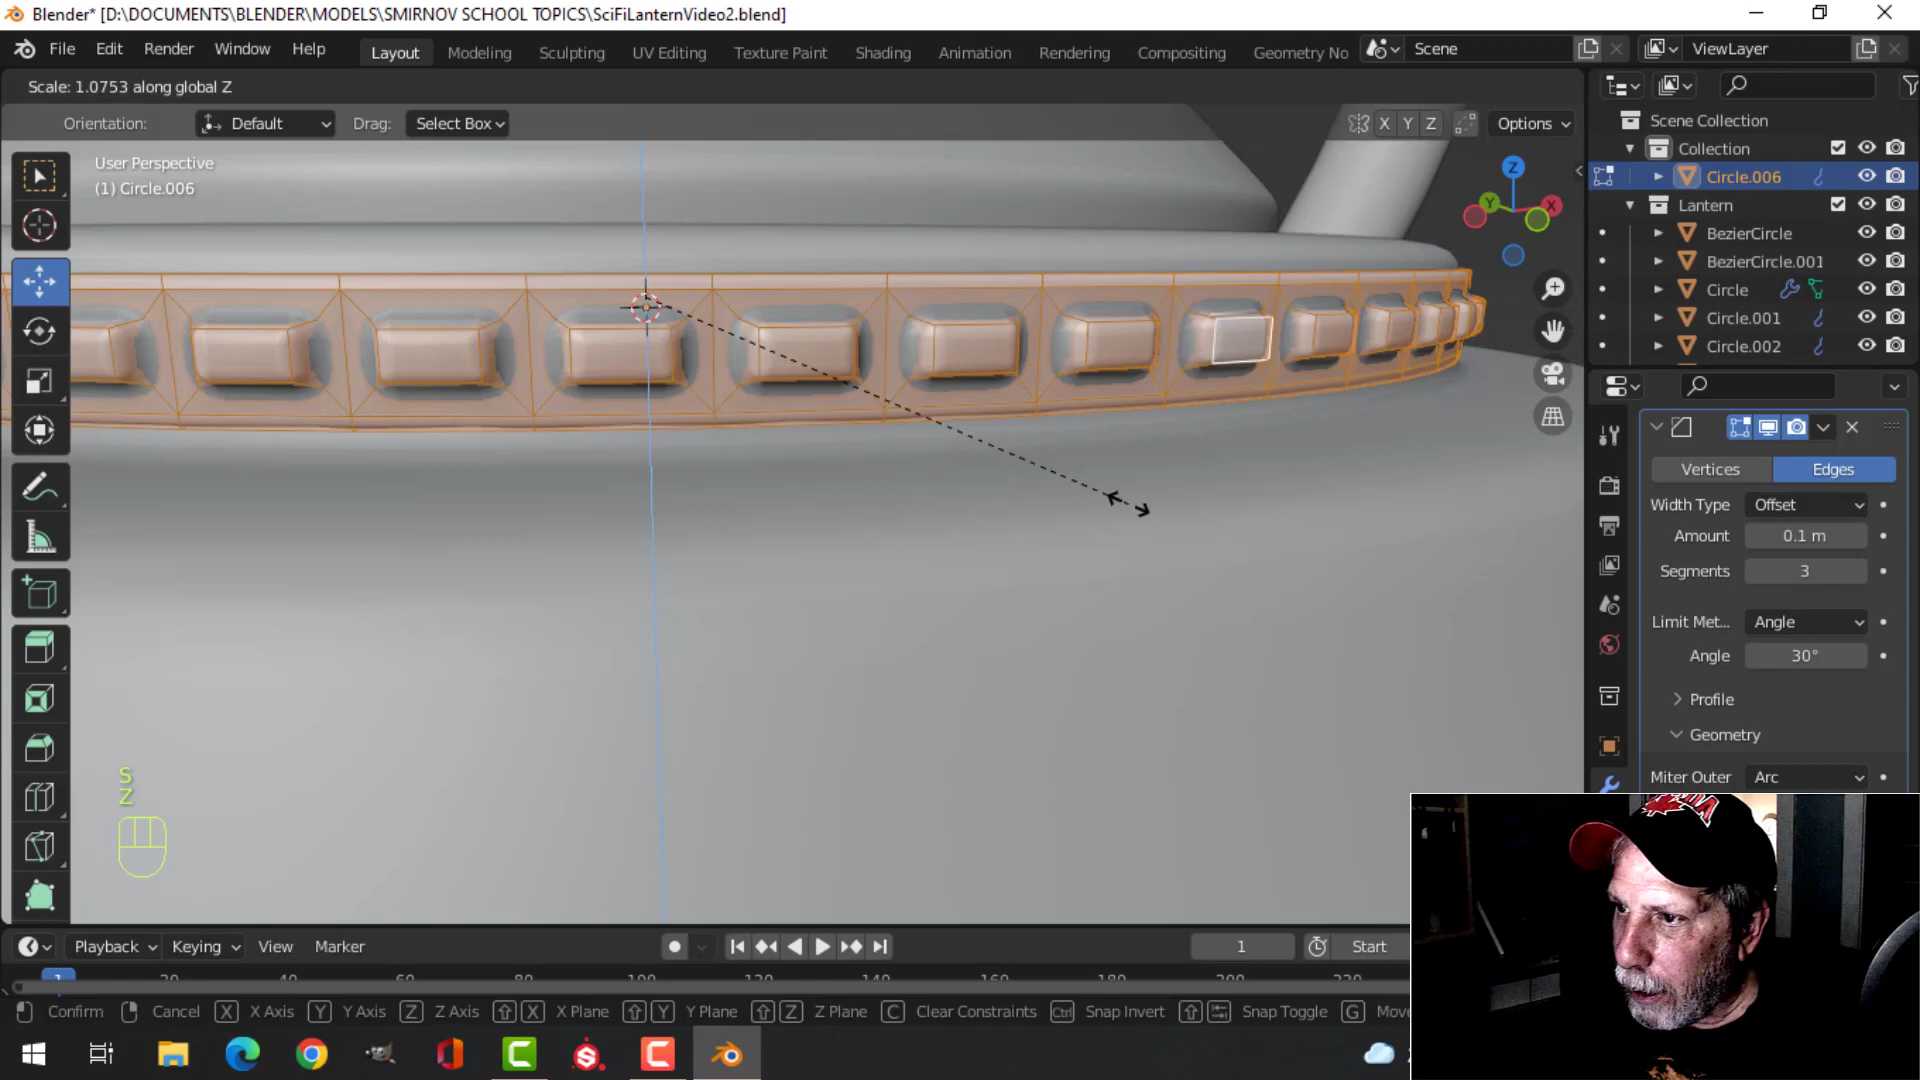 Blender* [D:\DOCUMENTS\BLENDER\MODELS\SMIRNOV SCHOOL TOPICS\SciFiLanternVideo2.blend]
File Edit Render Window Help Layout Modeling Sculpting UV Editing Texture Paint Shading Animation Rendering Compositing Geometry No Scene ViewLayer
Scale: 1.0753 along global Z
Orientation: Default Drag: Select Box X Y Z Options
User Perspective
(1) Circle.006
Z
Y X
Scene Collection
Collection
Circle.006
Lantern
BezierCircle
BezierCircle.001
Circle
Circle.001
Circle.002
Vertices Edges
Width Type Offset
Amount 0.1 m
Segments 3
Limit Met... Angle
Angle 30°
Profile
Geometry
Miter Outer Arc
S
Z
Playback Keying View Marker 1 Start
1
Confirm Cancel X X Axis Y Y Axis Z Z Axis X X Plane Y Y Plane Z Z Plane C Clear Constraints Ctrl Snap Invert Snap Toggle G Mov